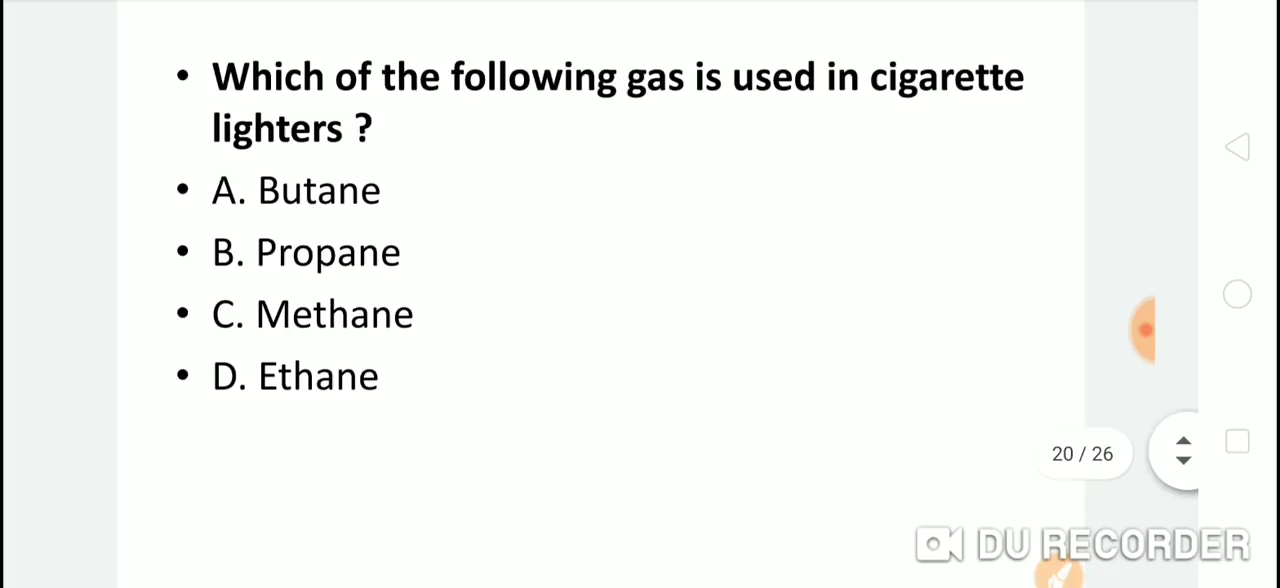 • Which of the following gas is used in cigarette
lighters ?
• A. Butane
• B. Propane
• C. Methane
• D. Ethane
20 / 26
DU RECORDER